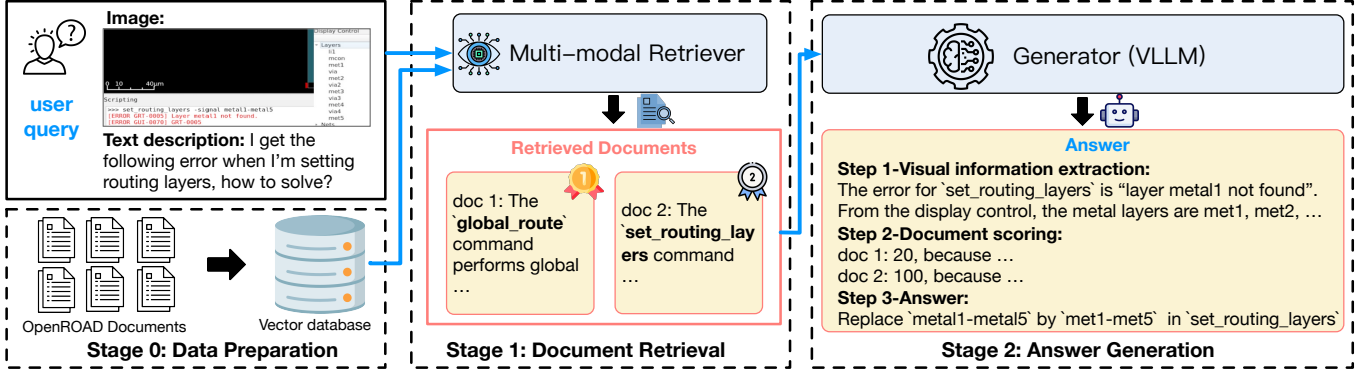 Image:
Display Control
Layers
li1
mcon
met1
via
met2
via2
met3
via3
met4
via4
met5
Nets
0 10 40μm
Scripting
>>> set_routing_layers -signal metal1-metal5
[ERROR GRT-0005] Layer metal1 not found.
[ERROR GUI-0070] GRT-0005
user
query
Text description: I get the
following error when I'm setting
routing layers, how to solve?
OpenROAD Documents
Vector database
Stage 0: Data Preparation
Multi-modal Retriever
Retrieved Documents
1
doc 1: The
`global_route`
command
performs global
…
2
doc 2: The
`set_routing_lay
ers command
…
Stage 1: Document Retrieval
Generator (VLLM)
Answer
Step 1-Visual information extraction:
The error for `set_routing_layers` is “layer metal1 not found”.
From the display control, the metal layers are met1, met2, …
Step 2-Document scoring:
doc 1: 20, because …
doc 2: 100, because …
Step 3-Answer:
Replace `metal1-metal5` by `met1-met5` in `set_routing_layers`
Stage 2: Answer Generation